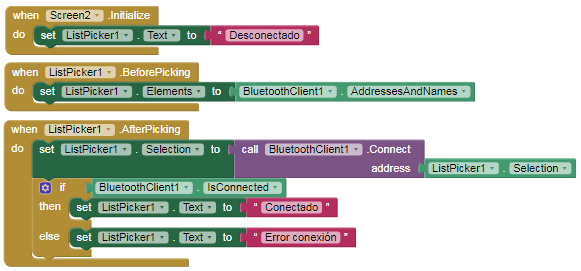 when Screen2 .Initialize
do set ListPicker1 . Text to " Desconectado "
when ListPicker1 .BeforePicking
do set ListPicker1 . Elements to BluetoothClient1 . AddressesAndNames
when ListPicker1 .AfterPicking
do set ListPicker1 . Selection to call BluetoothClient1 .Connect
address ListPicker1 . Selection
if BluetoothClient1 . IsConnected
then set ListPicker1 . Text to " Conectado "
else set ListPicker1 . Text to " Error conexión "